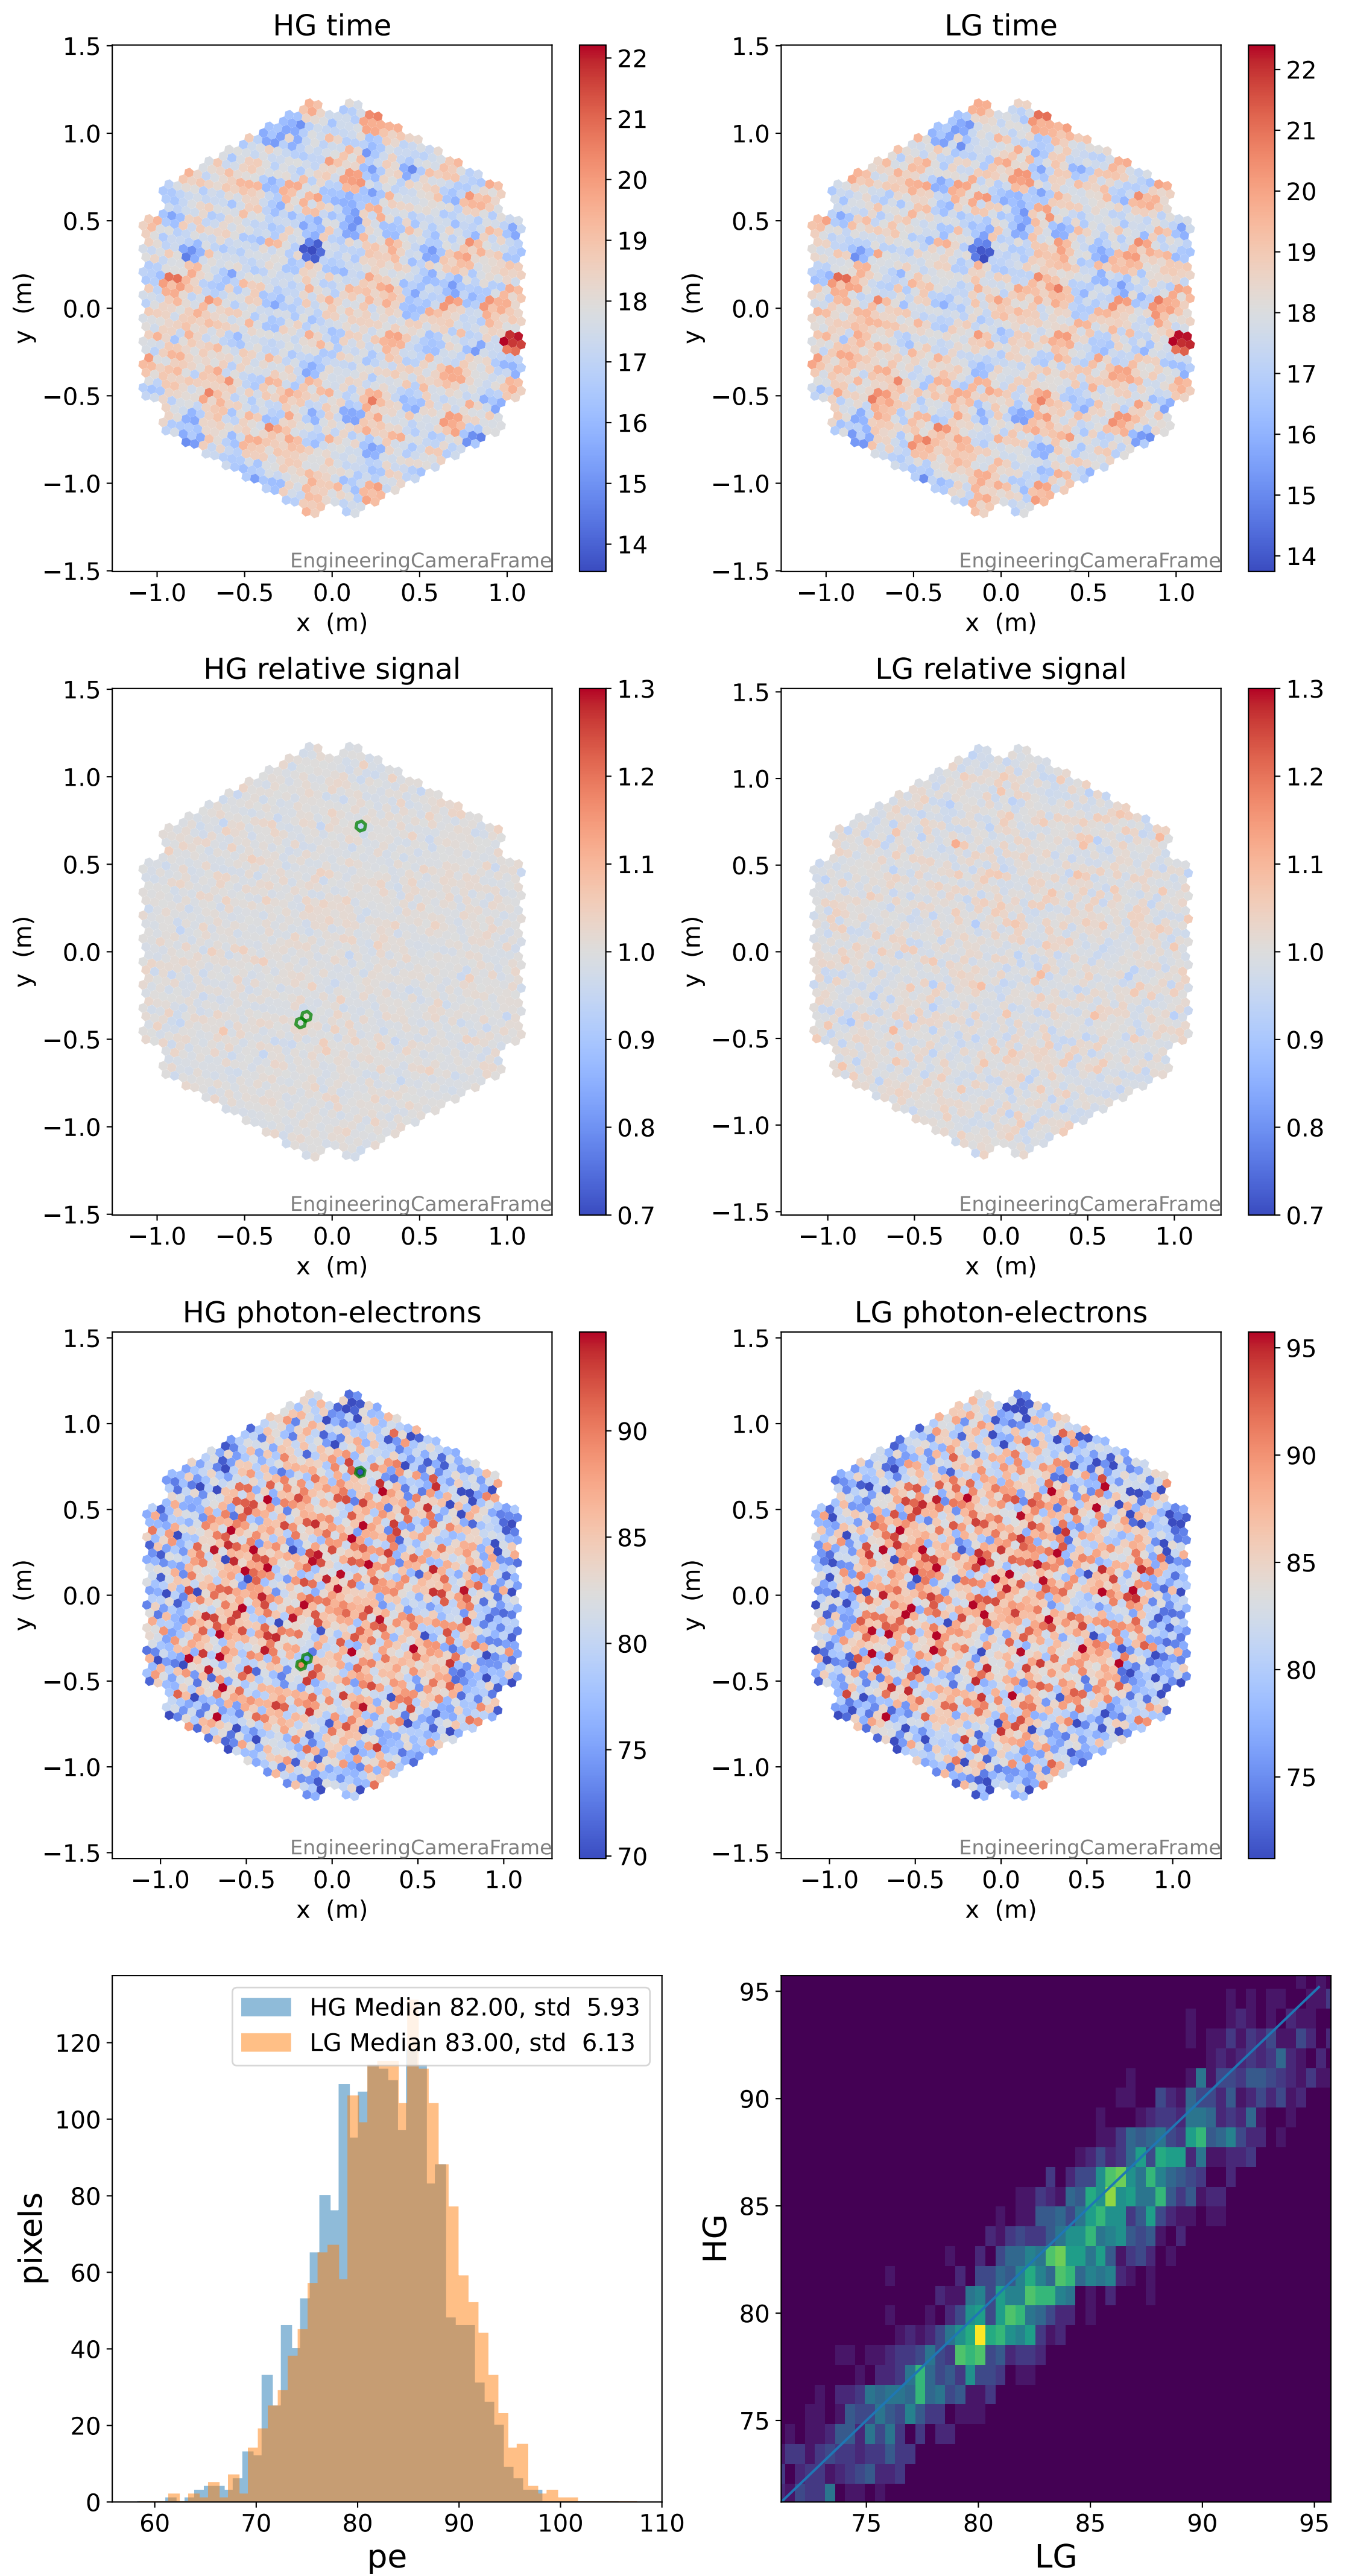 HG time
LG time
1.5
1.0
0.5
0.0
−0.5
−1.0
−1.5
y (m)
−1.0 −0.5 0.0 0.5 1.0
x (m)
EngineeringCameraFrame
22
21
20
19
18
17
16
15
14
1.5
1.0
0.5
0.0
−0.5
−1.0
−1.5
y (m)
−1.0 −0.5 0.0 0.5 1.0
x (m)
EngineeringCameraFrame
22
21
20
19
18
17
16
15
14
HG relative signal
LG relative signal
1.5
1.0
0.5
0.0
−0.5
−1.0
−1.5
y (m)
−1.0 −0.5 0.0 0.5 1.0
x (m)
EngineeringCameraFrame
1.3
1.2
1.1
1.0
0.9
0.8
0.7
1.5
1.0
0.5
0.0
−0.5
−1.0
−1.5
y (m)
−1.0 −0.5 0.0 0.5 1.0
x (m)
EngineeringCameraFrame
1.3
1.2
1.1
1.0
0.9
0.8
0.7
HG photon-electrons
LG photon-electrons
1.5
1.0
0.5
0.0
−0.5
−1.0
−1.5
y (m)
−1.0 −0.5 0.0 0.5 1.0
x (m)
EngineeringCameraFrame
90
85
80
75
70
1.5
1.0
0.5
0.0
−0.5
−1.0
−1.5
y (m)
−1.0 −0.5 0.0 0.5 1.0
x (m)
EngineeringCameraFrame
95
90
85
80
75
HG Median 82.00, std 5.93
LG Median 83.00, std 6.13
120
100
80
60
40
20
0
pixels
60 70 80 90 100 110
pe
95
90
85
80
75
HG
75 80 85 90 95
LG